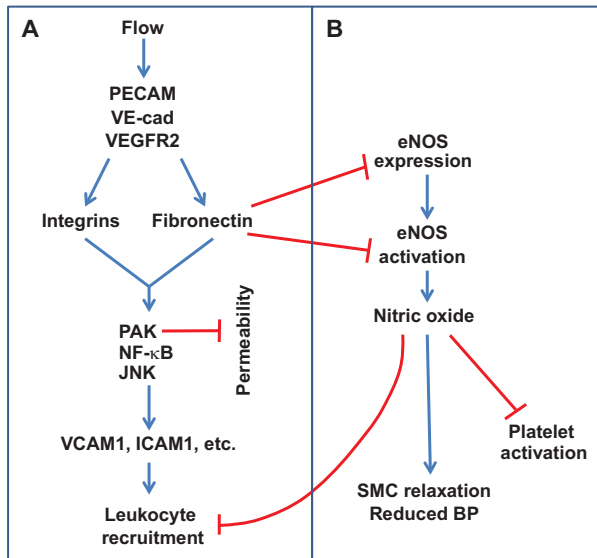 A
Flow
PECAM
VE-cad
VEGFR2
Integrins
Fibronectin
PAK
NF-κB
JNK
Permeability
VCAM1, ICAM1, etc.
Leukocyte
recruitment
B
eNOS
expression
eNOS
activation
Nitric oxide
Platelet
activation
SMC relaxation
Reduced BP